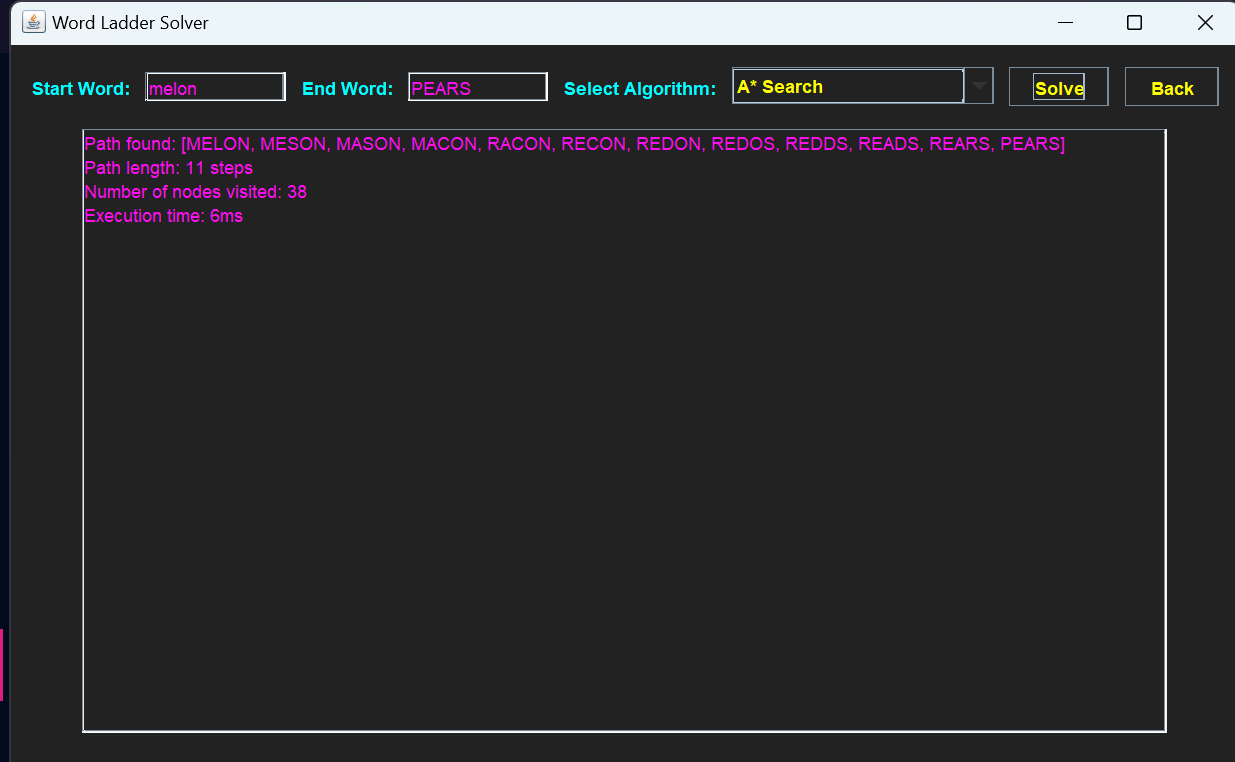 Word Ladder Solver
Start Word: melon End Word: PEARS Select Algorithm: A* Search Solve Back
Path found: [MELON, MESON, MASON, MACON, RACON, RECON, REDON, REDOS, REDDS, READS, REARS, PEARS]
Path length: 11 steps
Number of nodes visited: 38
Execution time: 6ms